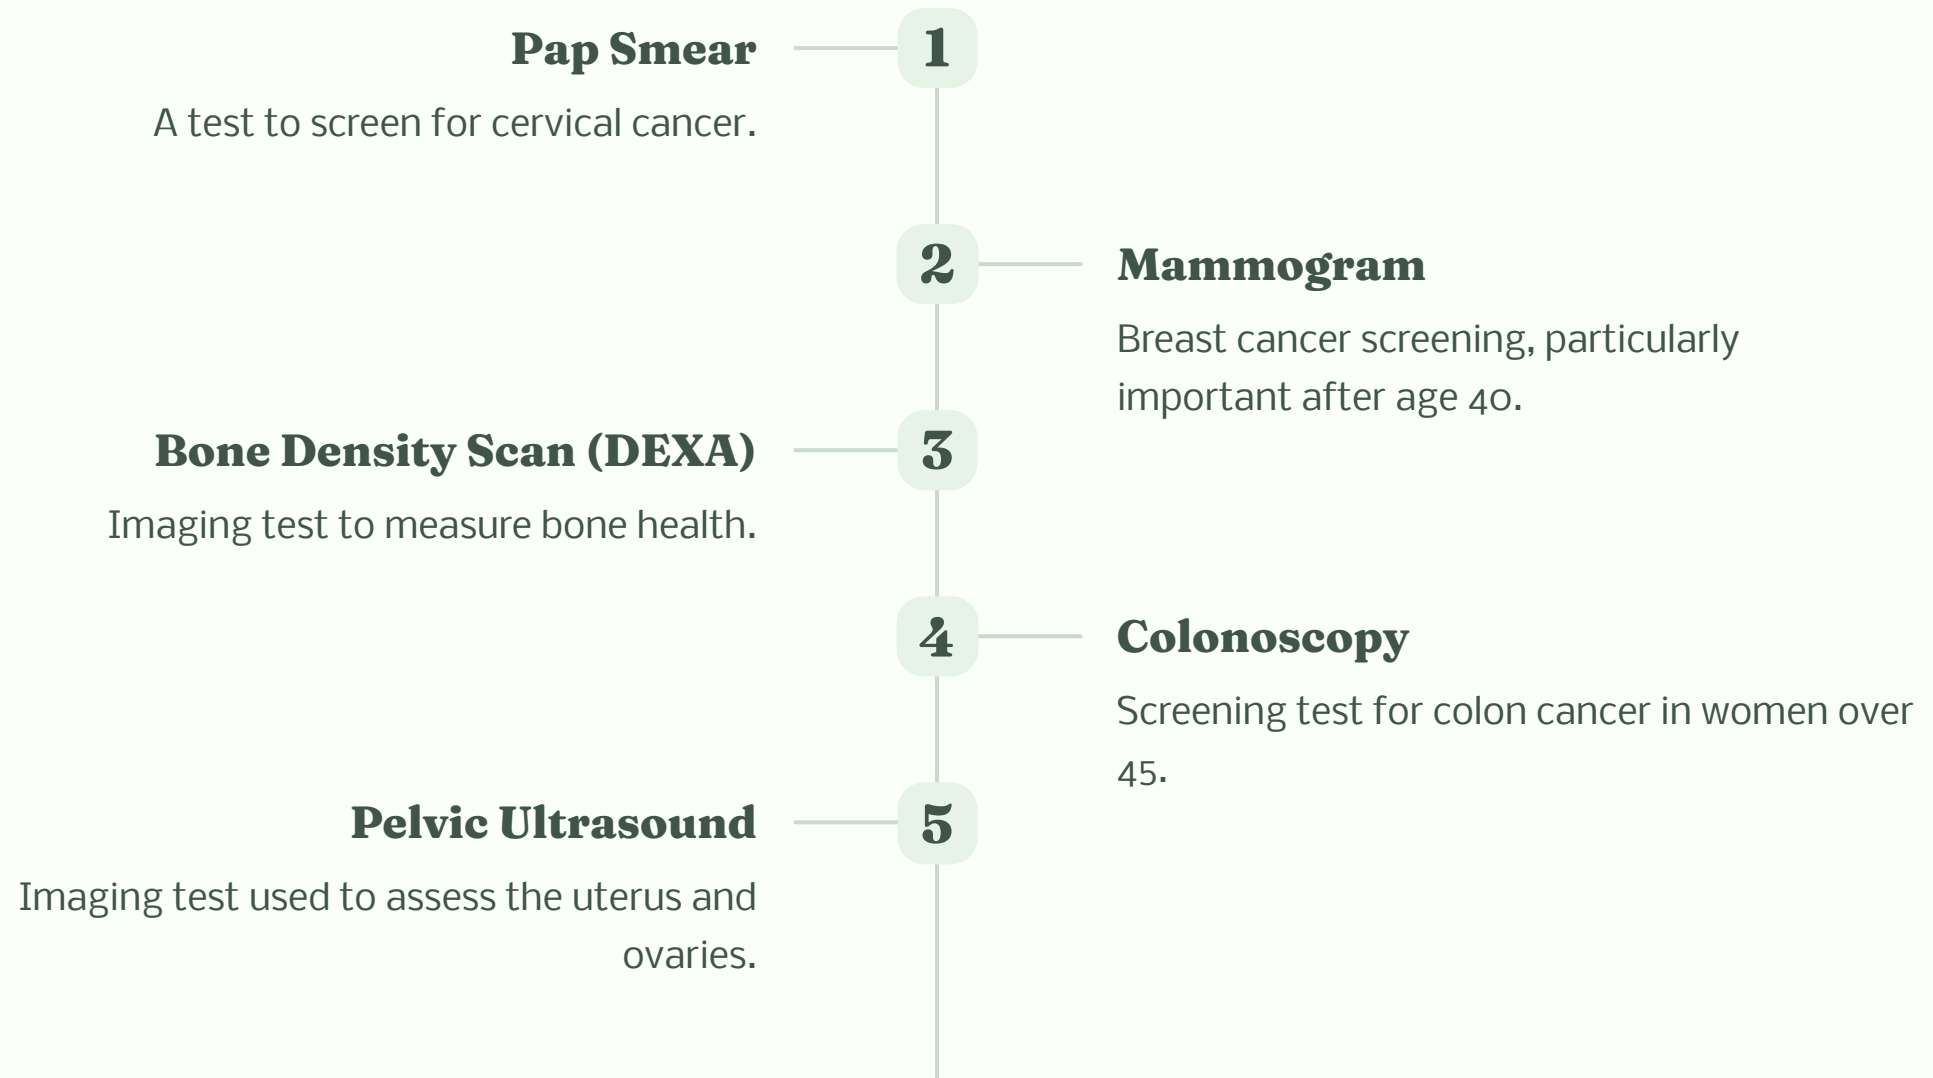 Pap Smear
1
A test to screen for cervical cancer.
2
Mammogram
Breast cancer screening, particularly
important after age 40.
Bone Density Scan (DEXA)
3
Imaging test to measure bone health.
4
Colonoscopy
Screening test for colon cancer in women over
45.
Pelvic Ultrasound
5
Imaging test used to assess the uterus and
ovaries.